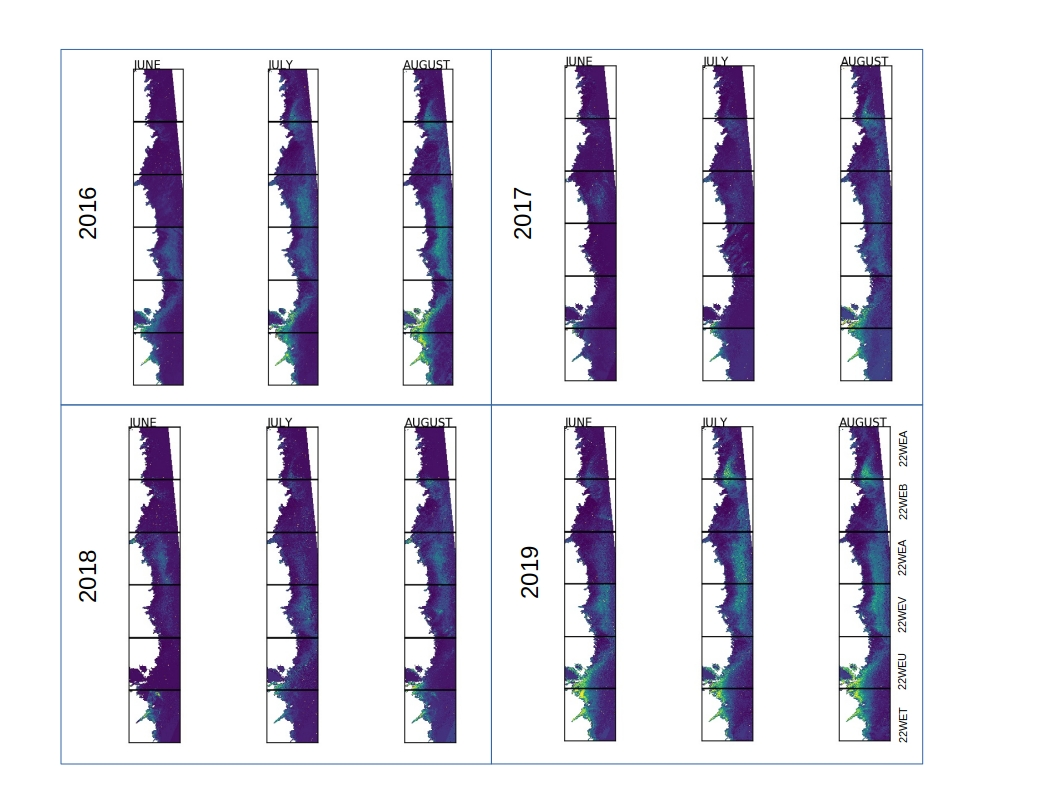 JUNE JULY AUGUST
2016
JUNE JULY AUGUST
2017
JUNE JULY AUGUST
2018
JUNE JULY AUGUST
2019
22WEA
22WEB
22WEA
22WEV
22WEU
22WET